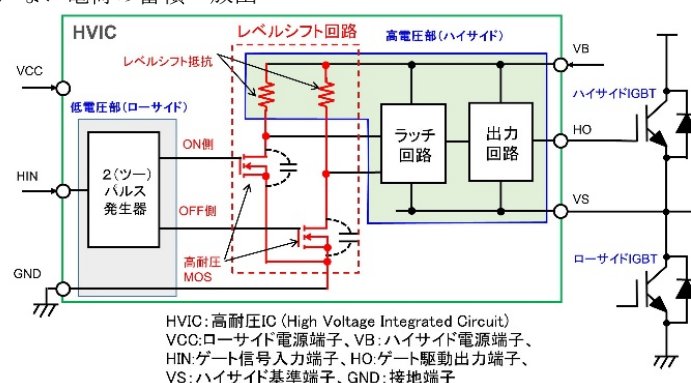 HVIC
レベルシフト回路
高電圧部(ハイサイド)
VB
レベルシフト抵抗
VCC
ハイサイドIGBT
低電圧部(ローサイド)
ON側
ラッチ
回路
出力
回路
HO
2(ツー)
パルス
発生器
HIN
OFF側
VS
高耐圧
MOS
ローサイドIGBT
GND
HVIC:高耐圧IC (High Voltage Integrated Circuit)
VCC:ローサイド電源端子、VB:ハイサイド電源端子、
HIN:ゲート信号入力端子、HO:ゲート駆動出力端子、
VS:ハイサイド基準端子、GND:接地端子